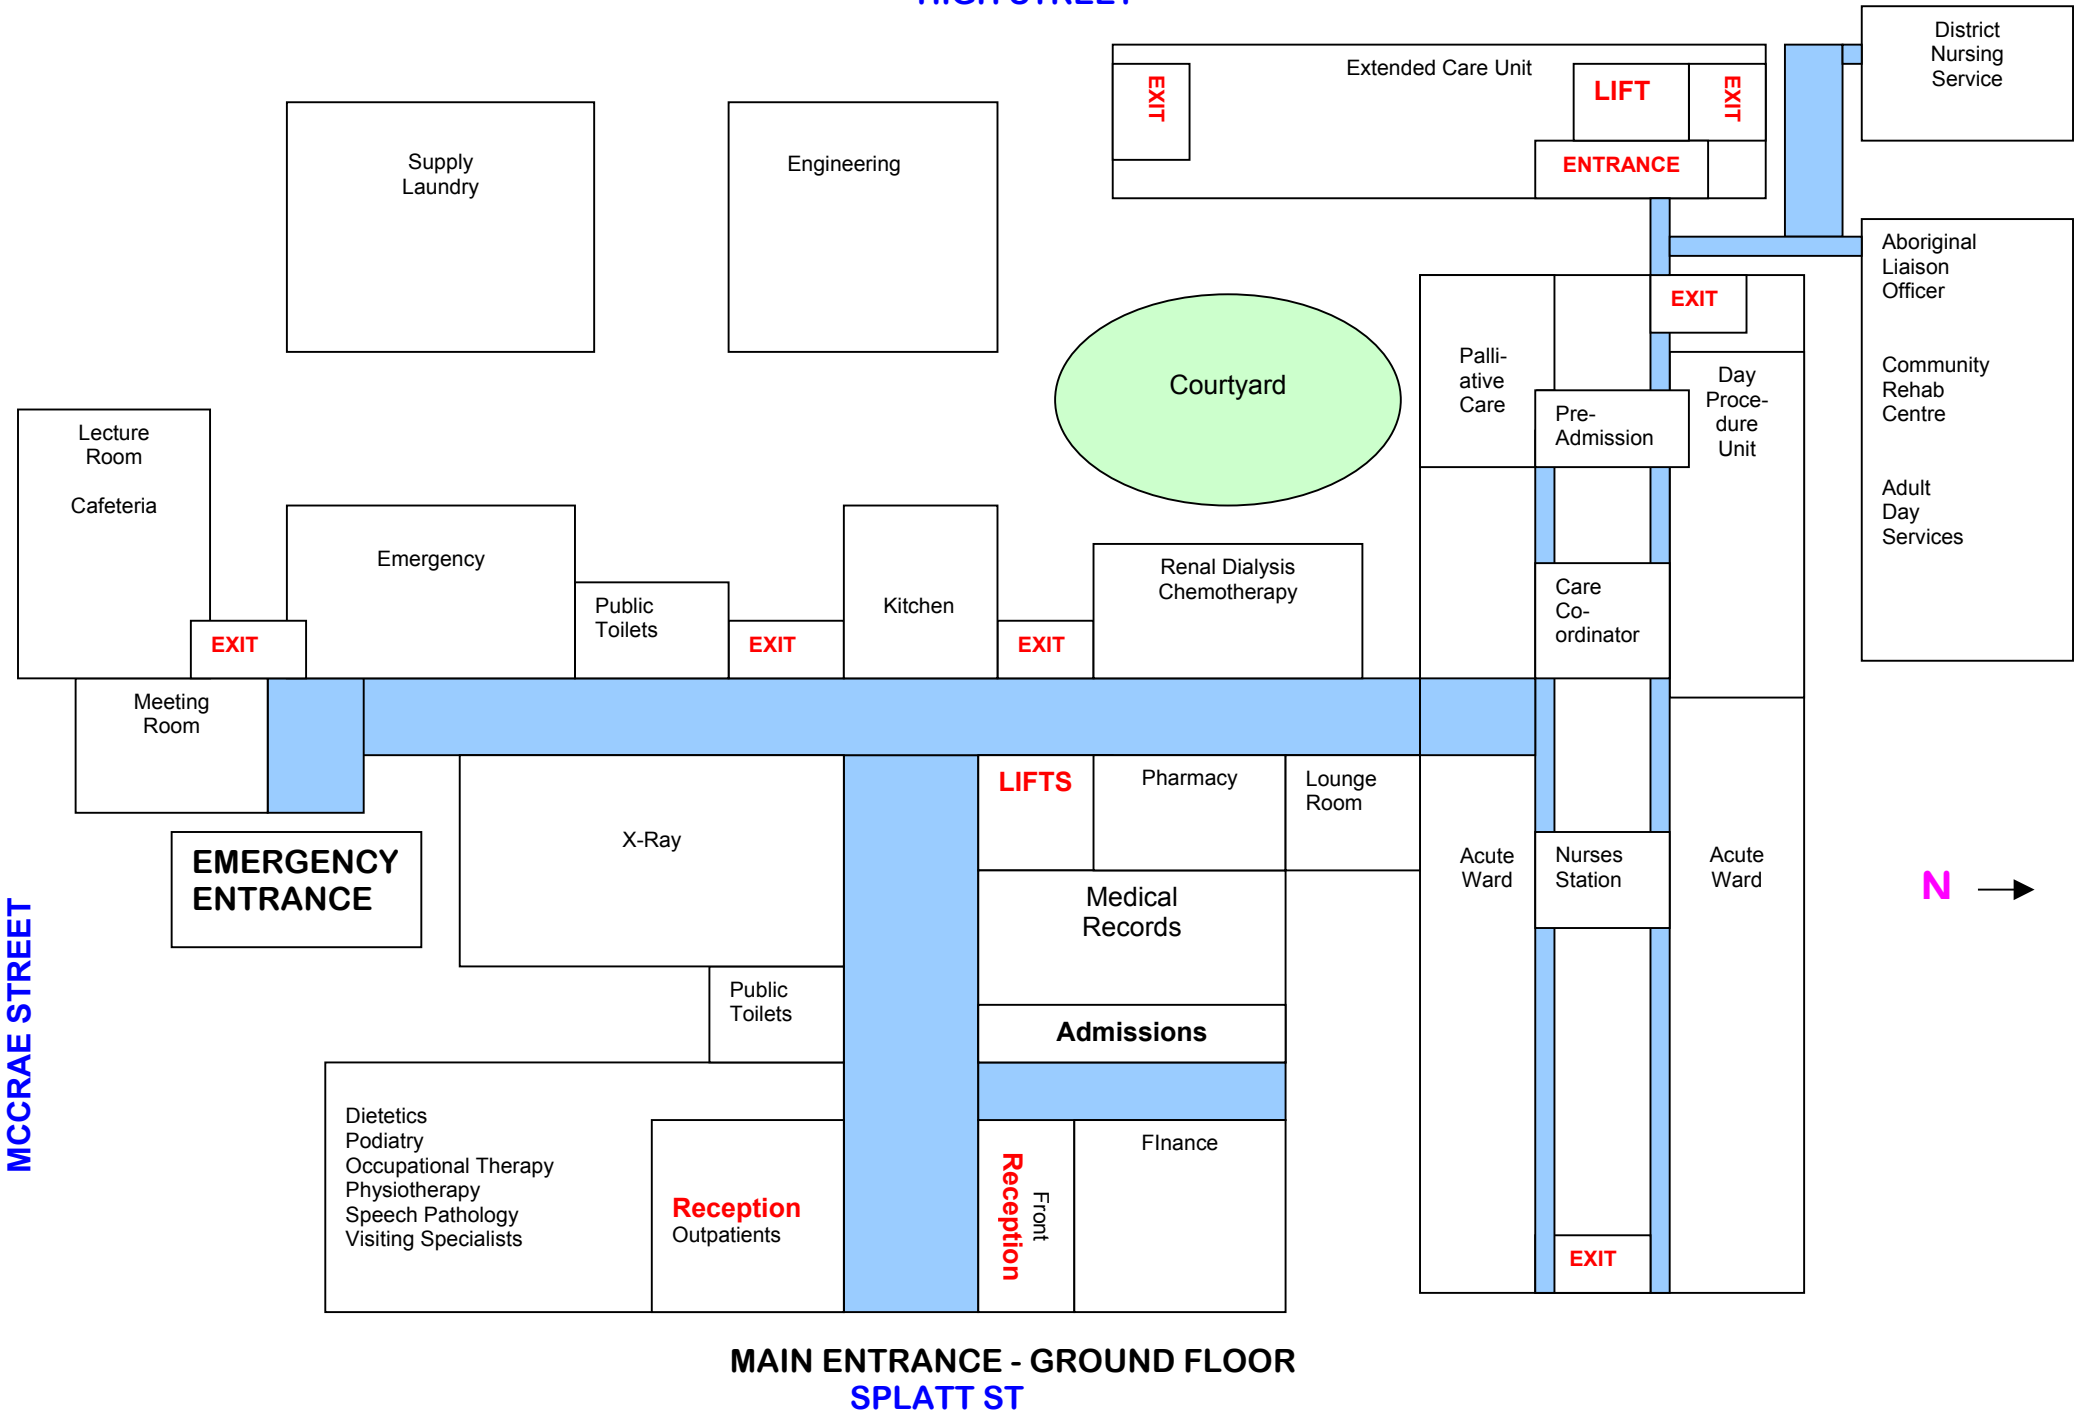 HIGH STREET
District
Nursing
Service
Extended Care Unit
EXIT
LIFT
EXIT
ENTRANCE
Supply
Laundry
Engineering
Aboriginal
Liaison
Officer
Community
Rehab
Centre
Adult
Day
Services
EXIT
Courtyard
Palli-
ative
Care
Pre-
Admission
Day
Proce-
dure
Unit
Lecture
Room
Cafeteria
Emergency
Public
Toilets
Kitchen
Renal Dialysis
Chemotherapy
Care
Co-
ordinator
EXIT
EXIT
EXIT
Meeting
Room
X-Ray
LIFTS
Pharmacy
Lounge
Room
EMERGENCY
ENTRANCE
Medical
Records
Acute
Ward
Nurses
Station
Acute
Ward
N
MCCRAE STREET
Public
Toilets
Admissions
Dietetics
Podiatry
Occupational Therapy
Physiotherapy
Speech Pathology
Visiting Specialists
Reception
Outpatients
Front
Reception
FInance
EXIT
MAIN ENTRANCE - GROUND FLOOR
SPLATT ST